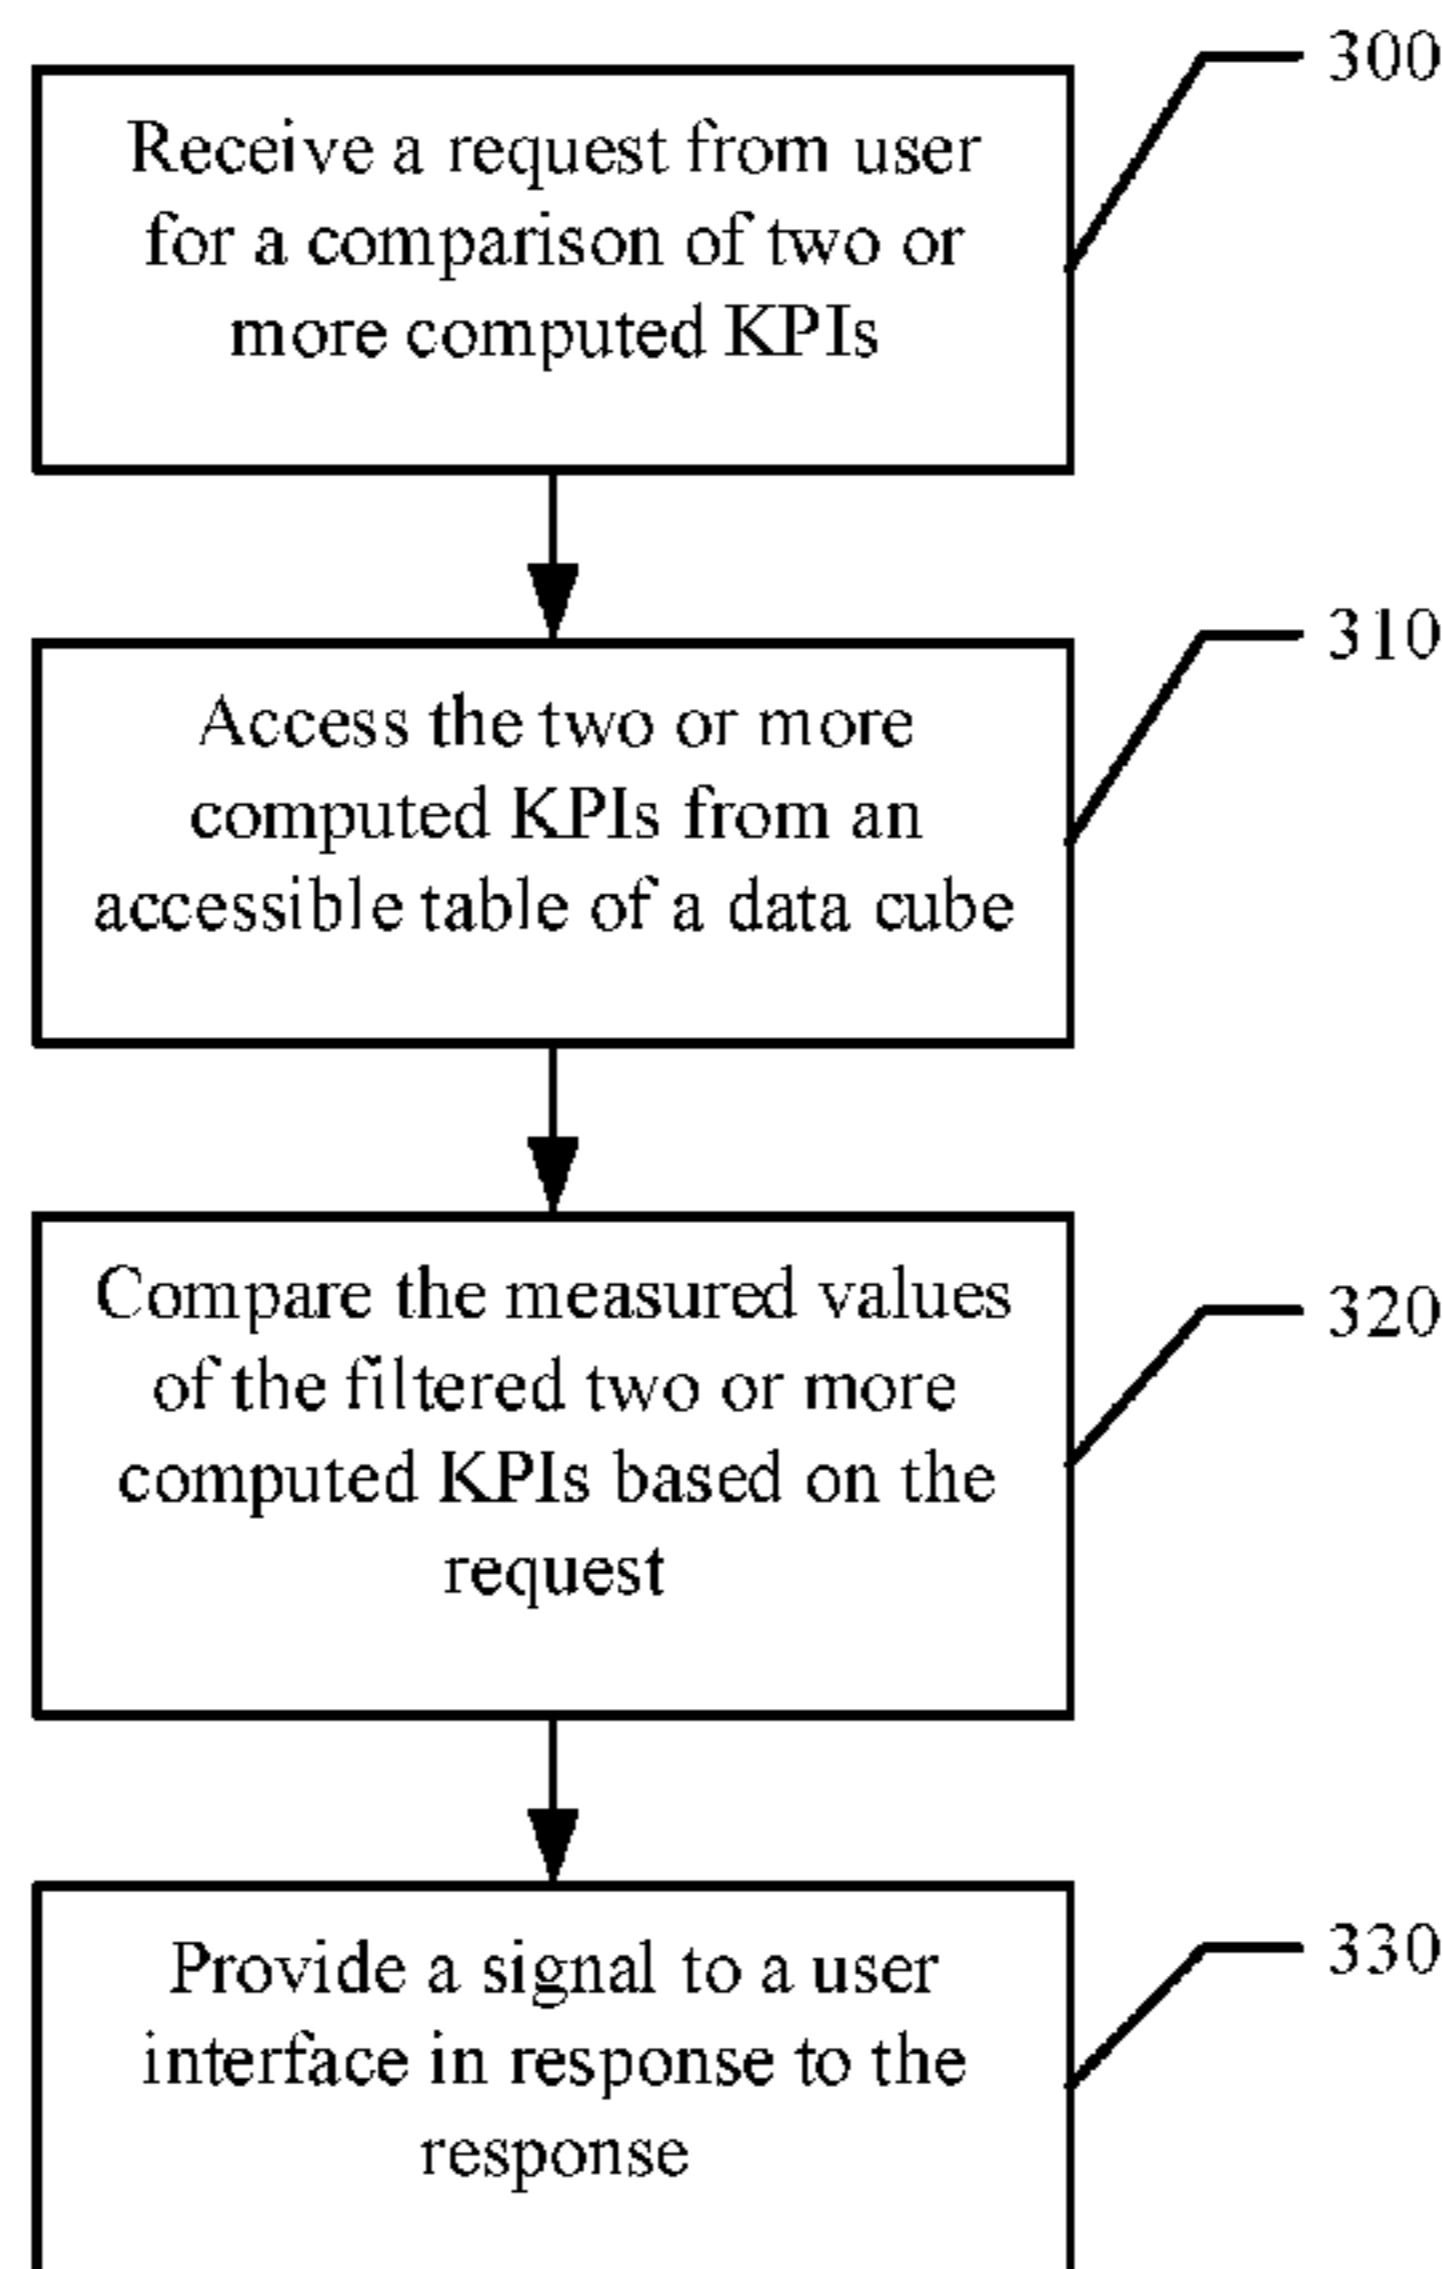 300
Receive a request from user
for a comparison of two or
more computed KPIs
310
Access the two or more
computed KPIs from an
accessible table of a data cube
320
Compare the measured values
of the filtered two or more
computed KPIs based on the
request
330
Provide a signal to a user
interface in response to the
response